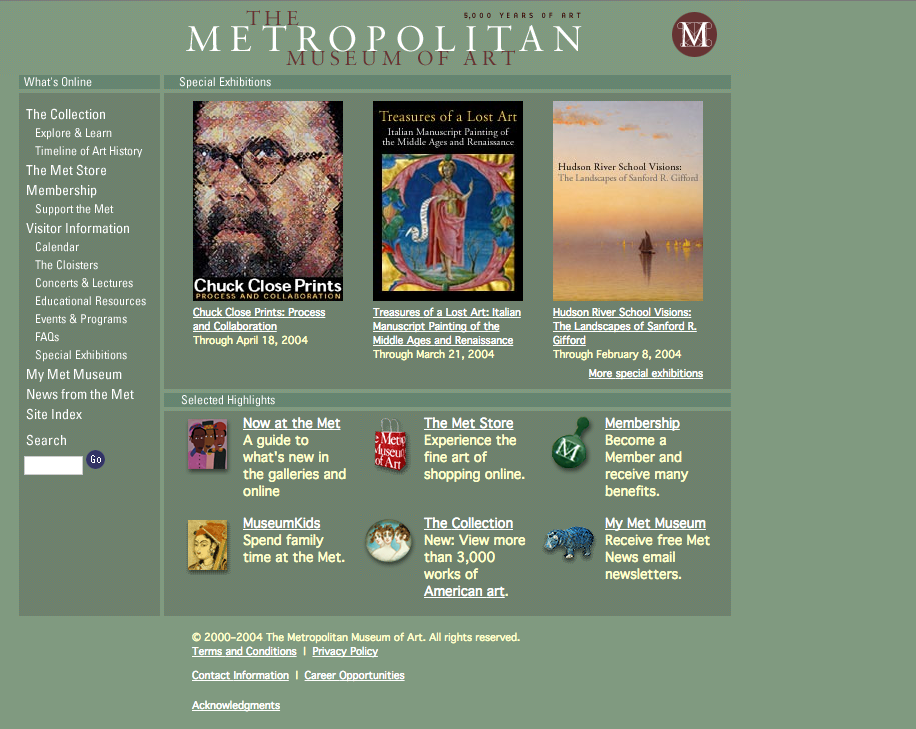 5,000 YEARS OF ART
THE
METROPOLITAN
MUSEUM OF ART
M
What's Online
The Collection
Explore & Learn
Timeline of Art History
The Met Store
Membership
Support the Met
Visitor Information
Calendar
The Cloisters
Concerts & Lectures
Educational Resources
Events & Programs
FAQs
Special Exhibitions
My Met Museum
News from the Met
Site Index
Search
Go
Special Exhibitions
Chuck Close Prints
PROCESS AND COLLABORATION
Chuck Close Prints: Process
and Collaboration
Through April 18, 2004
Treasures of a Lost Art
Italian Manuscript Painting of
the Middle Ages and Renaissance
Treasures of a Lost Art: Italian
Manuscript Painting of the
Middle Ages and Renaissance
Through March 21, 2004
Hudson River School Visions:
The Landscapes of Sanford R. Gifford
Hudson River School Visions:
The Landscapes of Sanford R.
Gifford
Through February 8, 2004
More special exhibitions
Selected Highlights
Now at the Met
A guide to
what's new in
the galleries and
online
The Met Store
Experience the
fine art of
shopping online.
Membership
Become a
Member and
receive many
benefits.
MuseumKids
Spend family
time at the Met.
The Collection
New: View more
than 3,000
works of
American art.
My Met Museum
Receive free Met
News email
newsletters.
© 2000–2004 The Metropolitan Museum of Art. All rights reserved.
Terms and Conditions | Privacy Policy
Contact Information | Career Opportunities
Acknowledgments